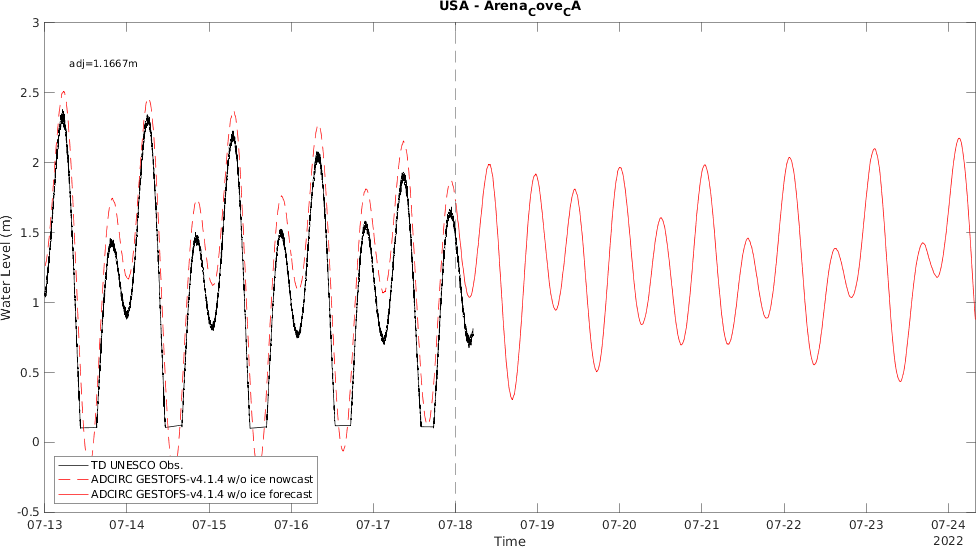 USA - ArenaCoveCA
adj=1.1667m
3
2.5
2
1.5
1
0.5
0
-0.5
Water Level (m)
TD UNESCO Obs.
ADCIRC GESTOFS-v4.1.4 w/o ice nowcast
ADCIRC GESTOFS-v4.1.4 w/o ice forecast
07-13 07-14 07-15 07-16 07-17 07-18 07-19 07-20 07-21 07-22 07-23 07-24
Time
2022